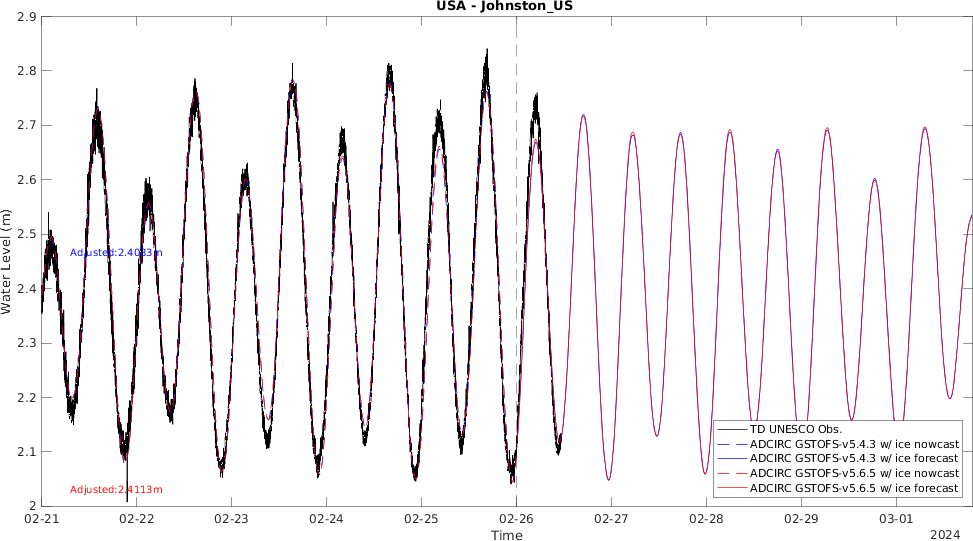 USA - Johnston_US
2.9
2.8
2.7
2.6
2.5
2.4
2.3
2.2
2.1
2
Water Level (m)
Adjusted:2.4083m
Adjusted:2.4113m
TD UNESCO Obs.
ADCIRC GSTOFS-v5.4.3 w/ ice nowcast
ADCIRC GSTOFS-v5.4.3 w/ ice forecast
ADCIRC GSTOFS-v5.6.5 w/ ice nowcast
ADCIRC GSTOFS-v5.6.5 w/ ice forecast
02-21 02-22 02-23 02-24 02-25 02-26 02-27 02-28 02-29 03-01
Time
2024